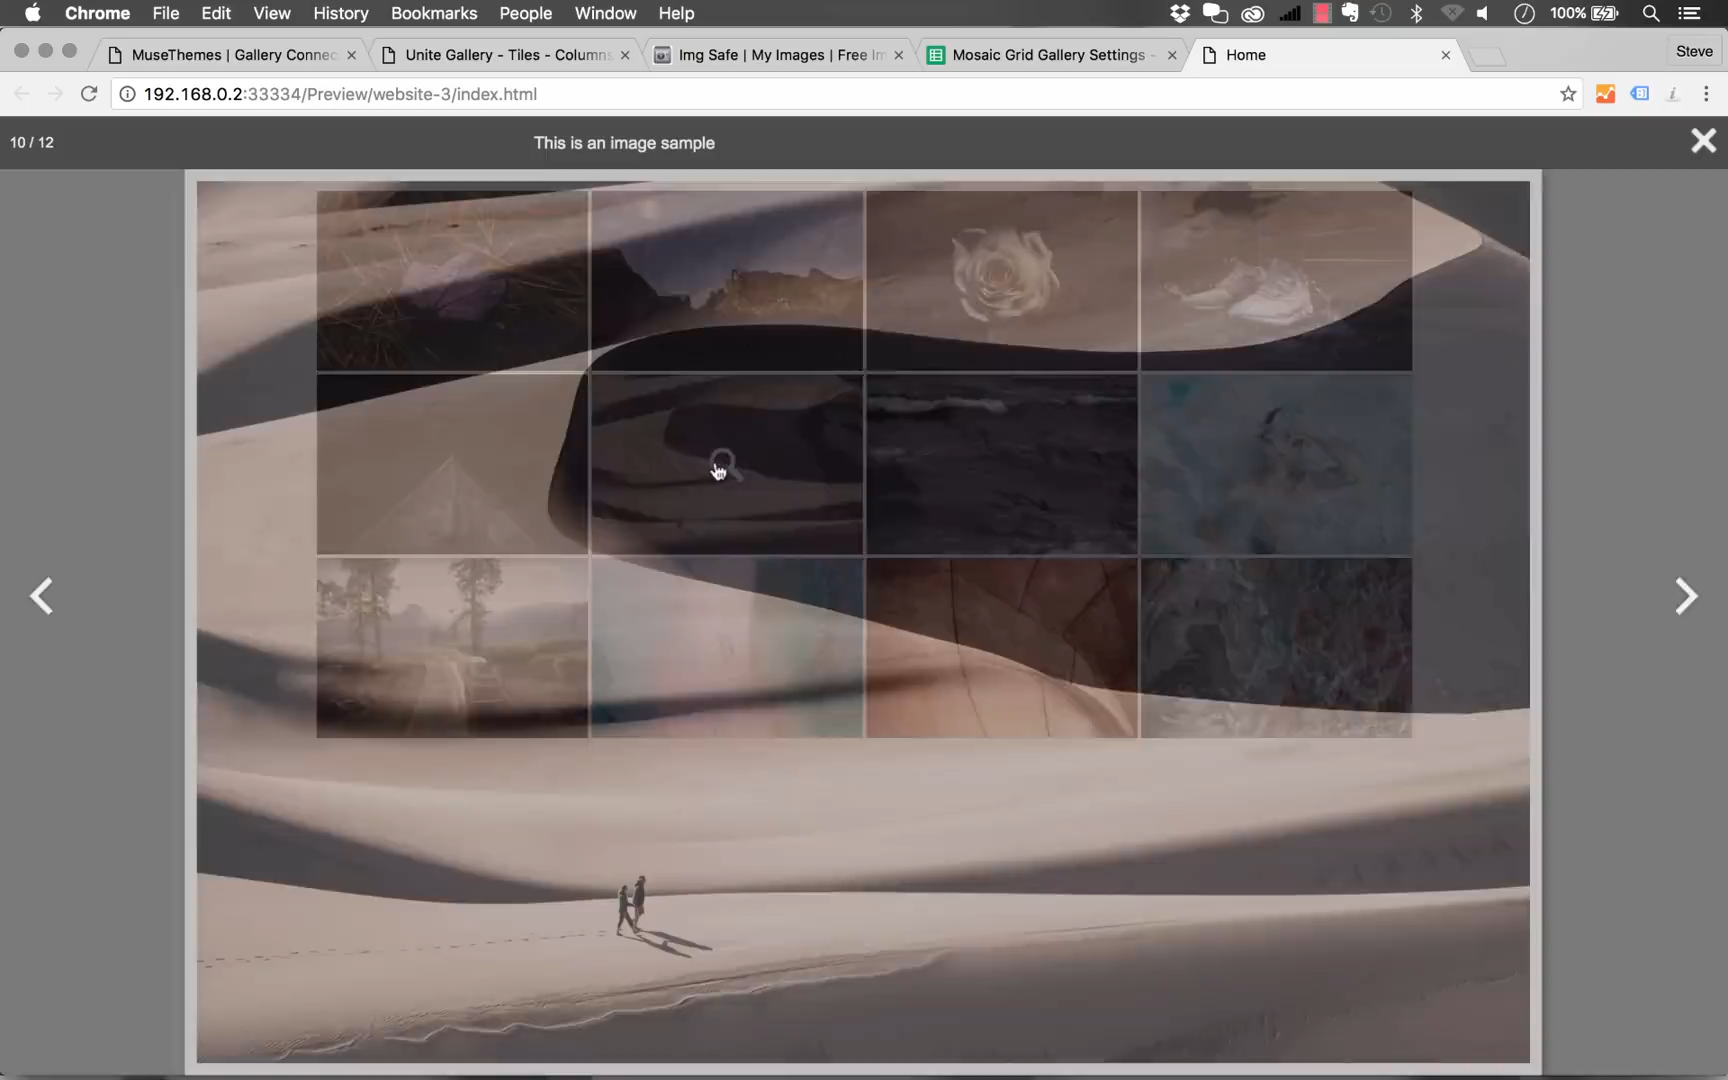 Chrome File Edit View History Bookmarks People Window Help 100%
MuseThemes | Gallery Connec Unite Gallery - Tiles - Columns Img Safe | My Images | Free Im Mosaic Grid Gallery Settings - Home Steve
192.168.0.2:33334/Preview/website-3/index.html
10 / 12 This is an image sample